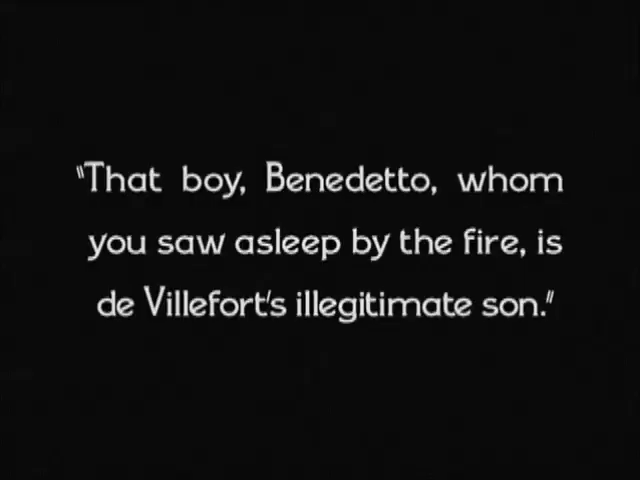 "That boy, Benedetto, whom
you saw asleep by the fire, is
de Villefort's illegitimate son."